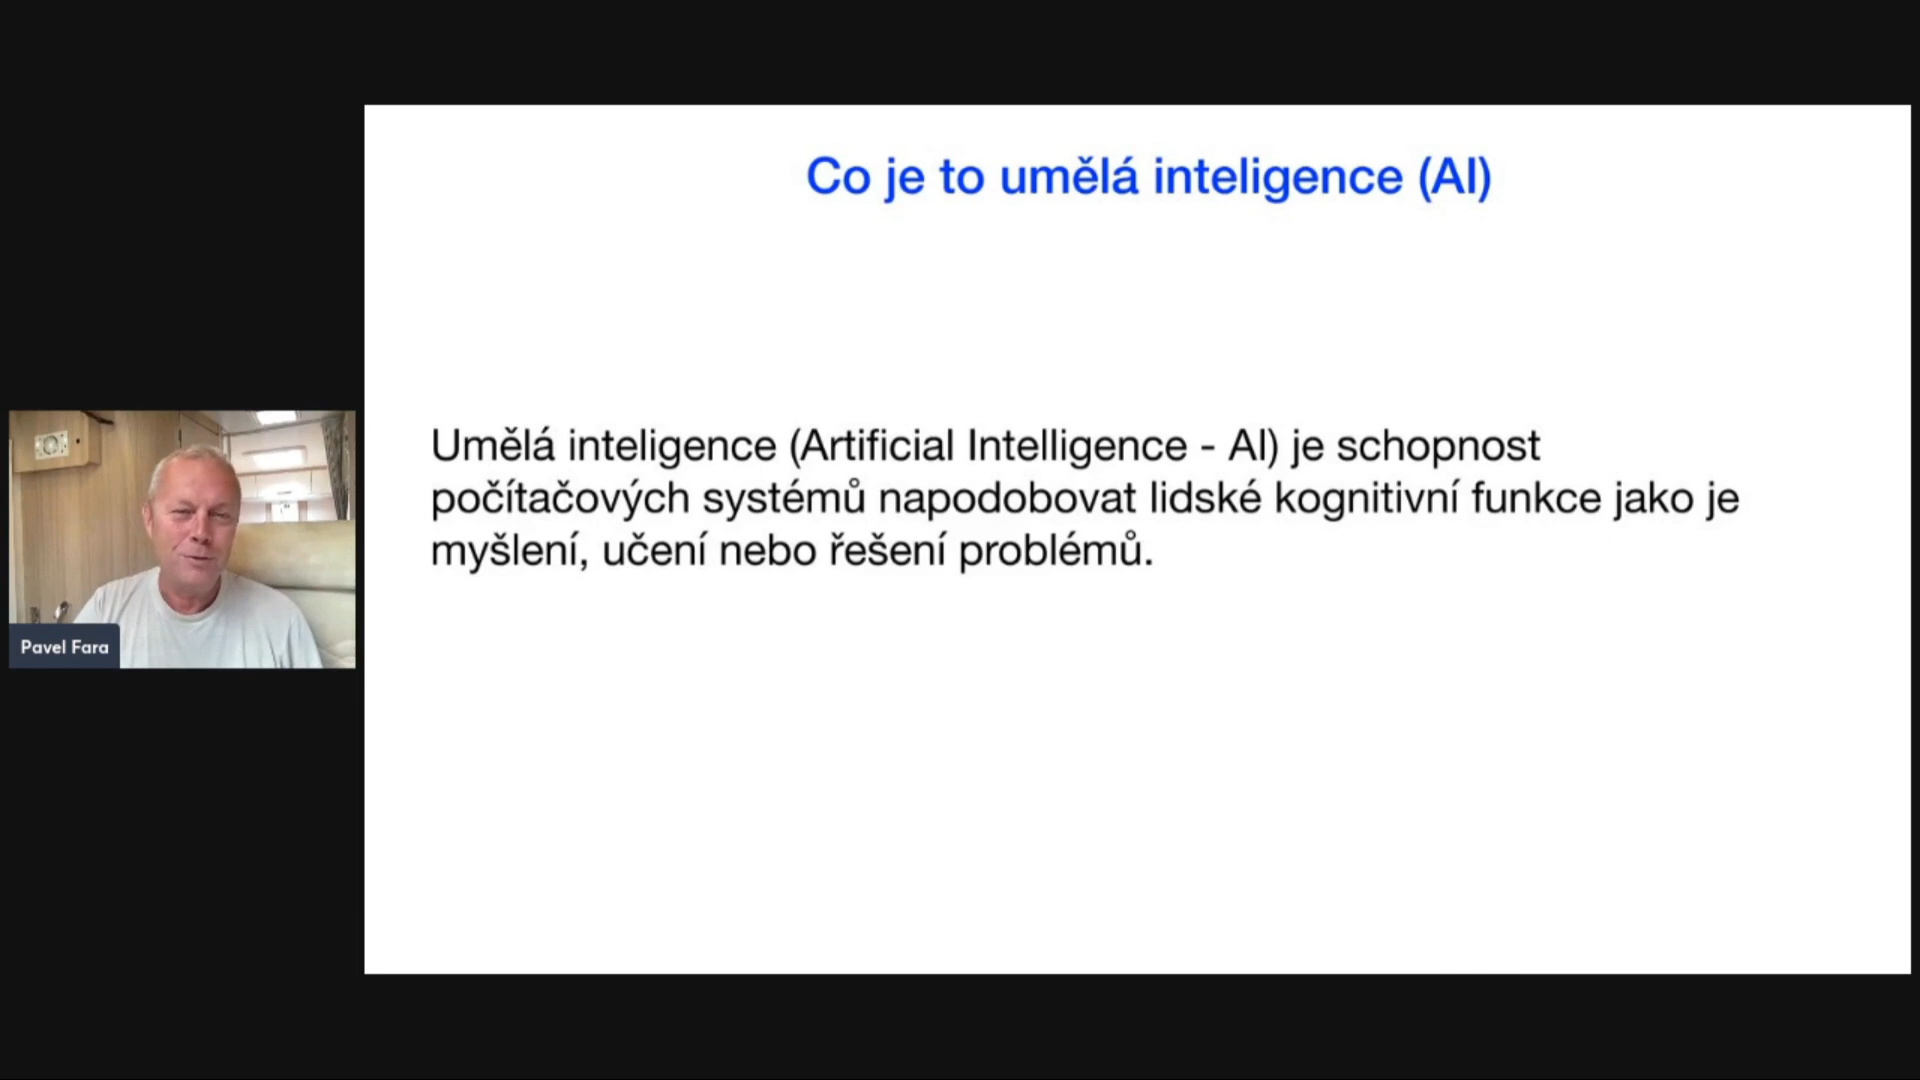 Co je to umělá inteligence (AI)
Umělá inteligence (Artificial Intelligence - AI) je schopnost
počítačových systémů napodobovat lidské kognitivní funkce jako je
myšlení, učení nebo řešení problémů.
Pavel Fara